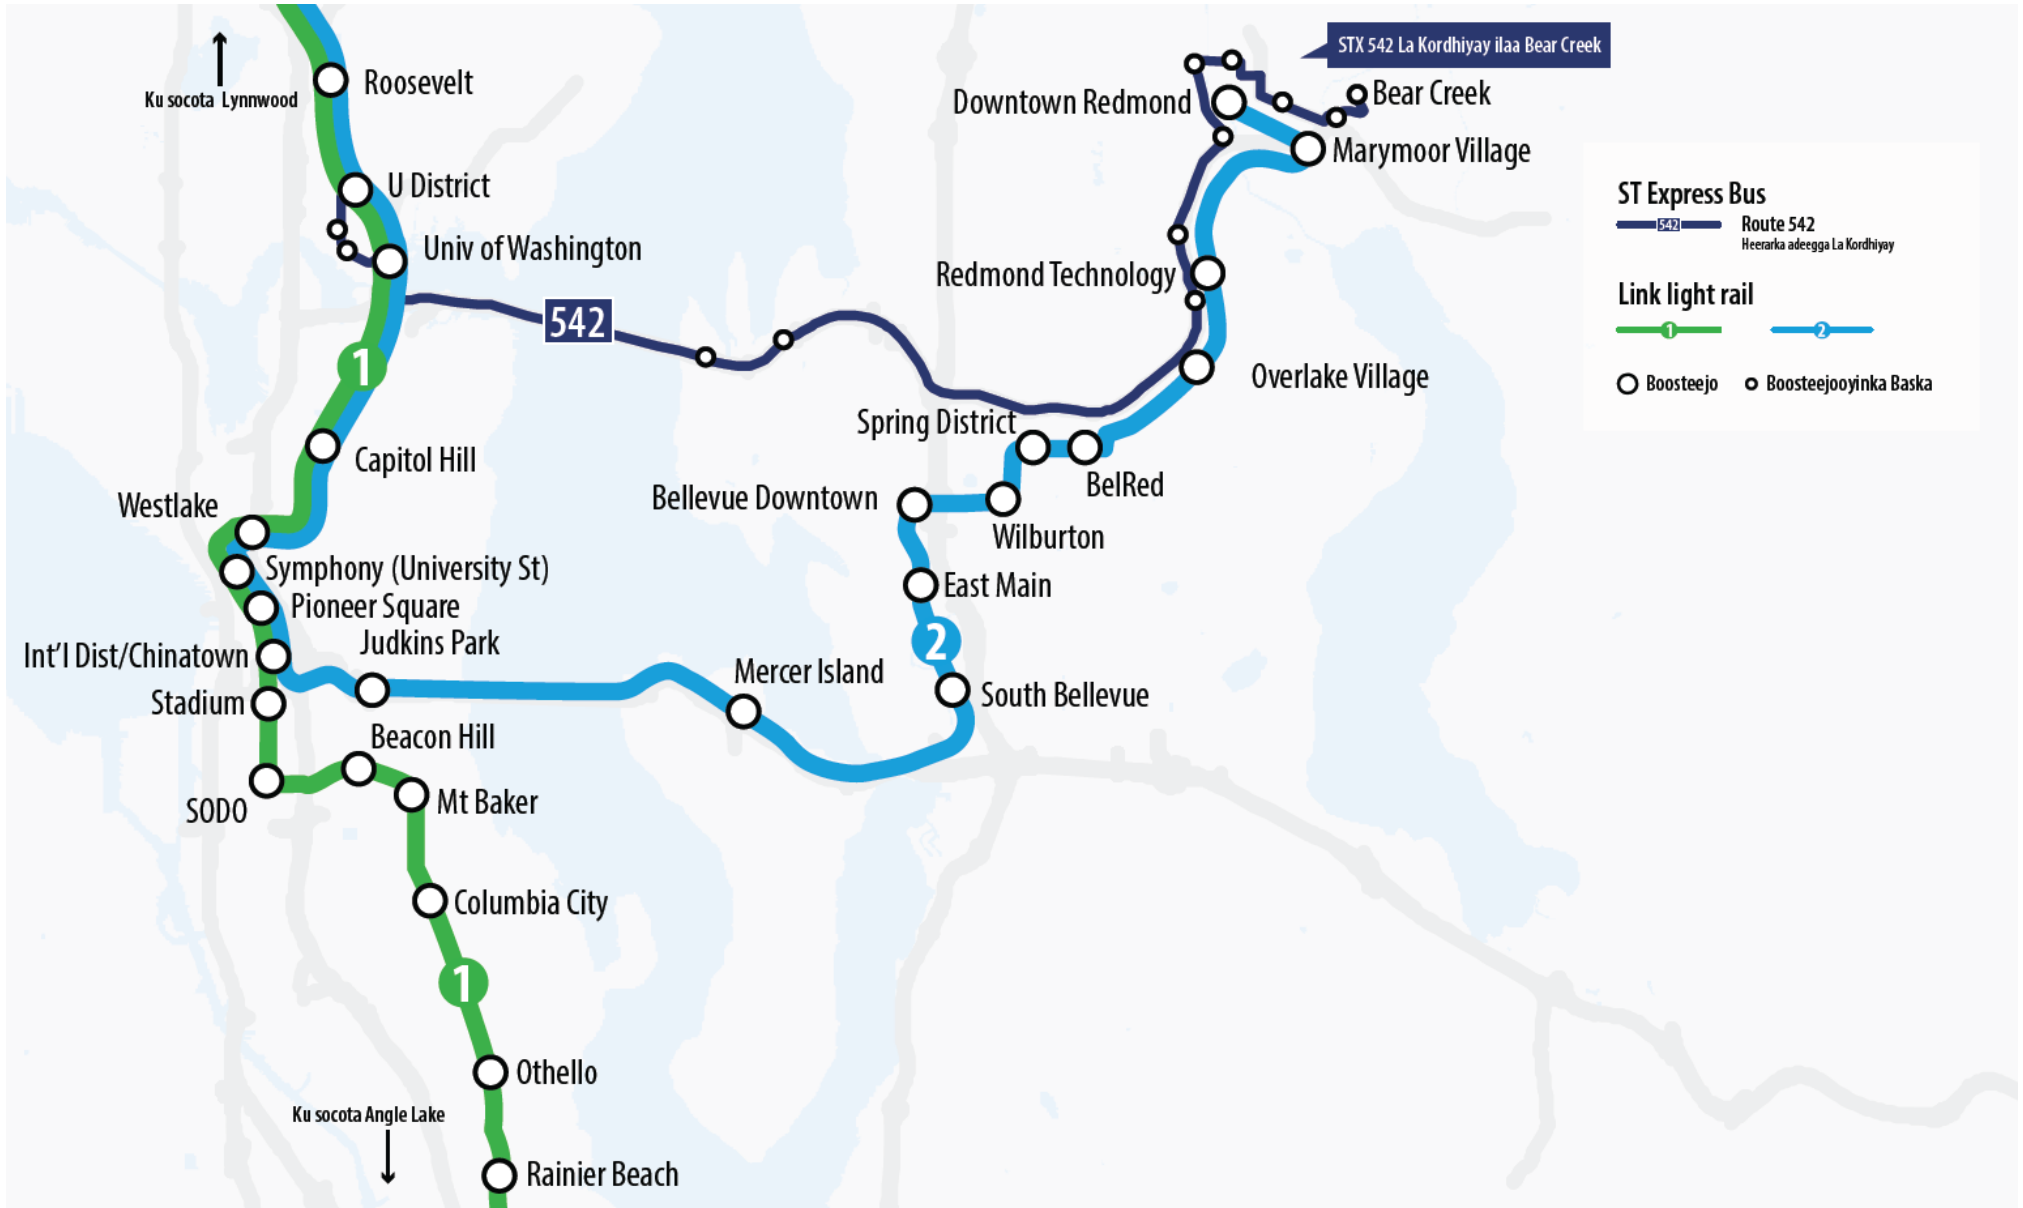 STX 542 La Kordhiyay ilaa Bear Creek
Roosevelt
Ku socota Lynnwood
Downtown Redmond
Bear Creek
Marymoor Village
U District
Univ of Washington
Redmond Technology
542
1
Overlake Village
Spring District
Capitol Hill
BelRed
Westlake
Bellevue Downtown
Wilburton
Symphony (University St)
East Main
Pioneer Square
2
Judkins Park
Int'l Dist/Chinatown
Mercer Island
South Bellevue
Stadium
Beacon Hill
SODO
Mt Baker
Columbia City
1
Othello
Ku socota Angle Lake
Rainier Beach
ST Express Bus
542 Route 542
Heerarka adeegga La Kordhiyay
Link light rail
1 2
Boosteejo Boosteejooyinka Baska